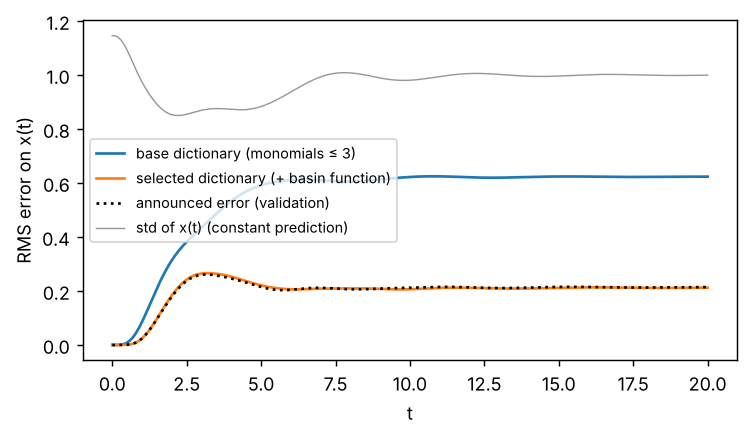 RMS error on x(t)
1.2
1.0
0.8
0.6
0.4
0.2
0.0
base dictionary (monomials ≤ 3)
selected dictionary (+ basin function)
announced error (validation)
std of x(t) (constant prediction)
0.0 2.5 5.0 7.5 10.0 12.5 15.0 17.5 20.0
t